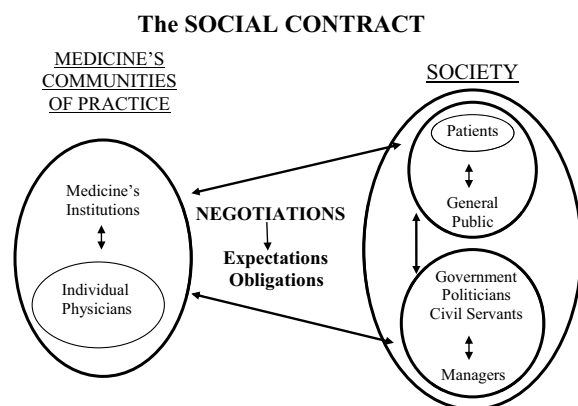 The SOCIAL CONTRACT
MEDICINE'S
COMMUNITIES
OF PRACTICE
Medicine's
Institutions
Individual
Physicians
NEGOTIATIONS
Expectations
Obligations
SOCIETY
Patients
General
Public
Government
Politicians
Civil Servants
Managers